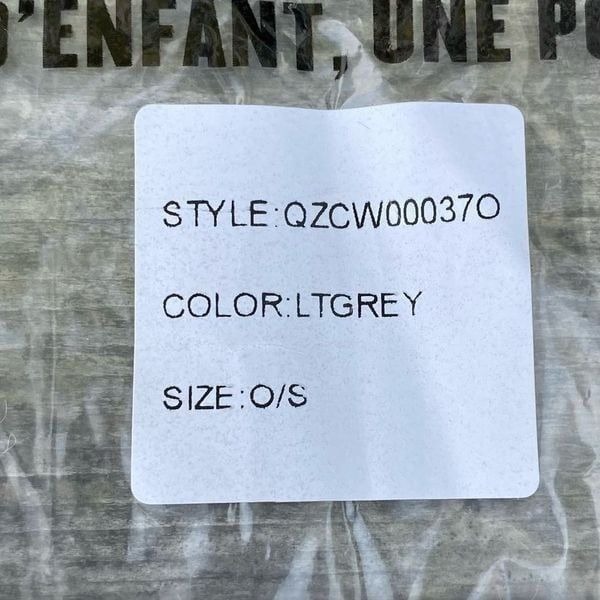 D'ENFANT, UNE
STYLE:QZCW00037O
COLOR:LTGREY
SIZE:O/S